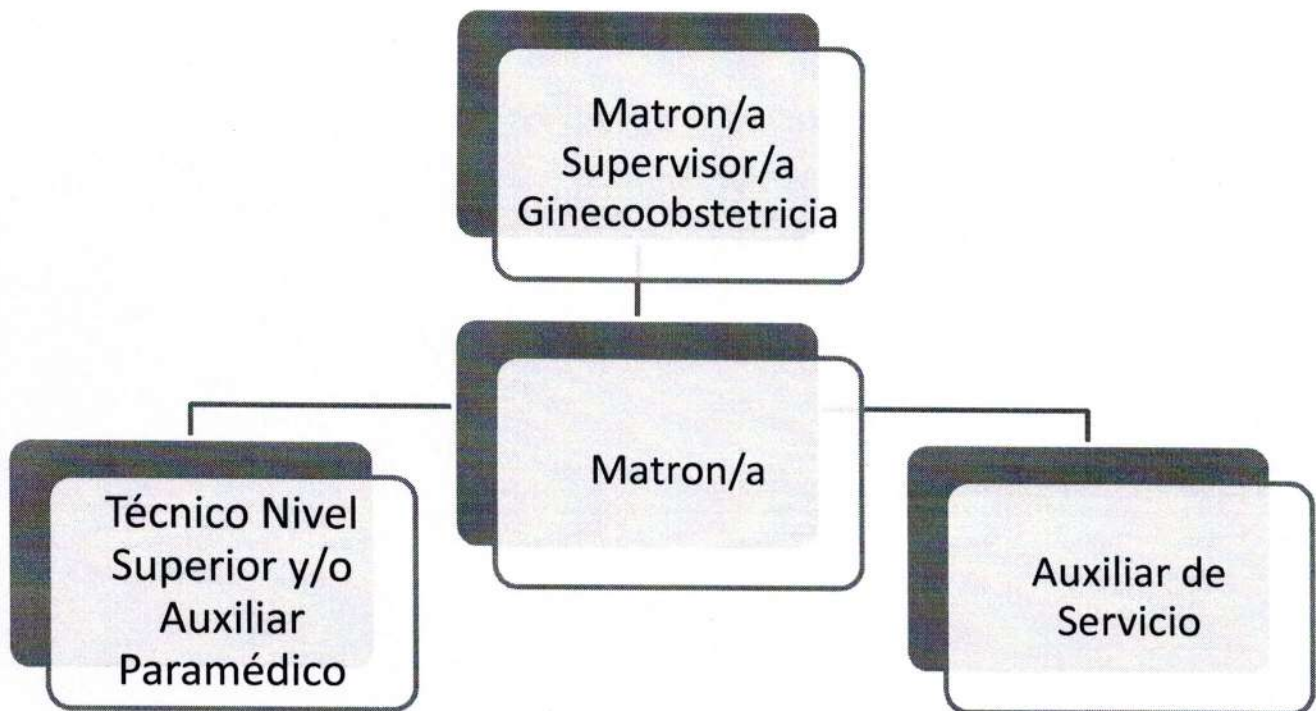 Matron/a
Supervisor/a
Ginecoobstetricia
Matron/a
Técnico Nivel
Superior y/o
Auxiliar
Paramédico
Auxiliar de
Servicio